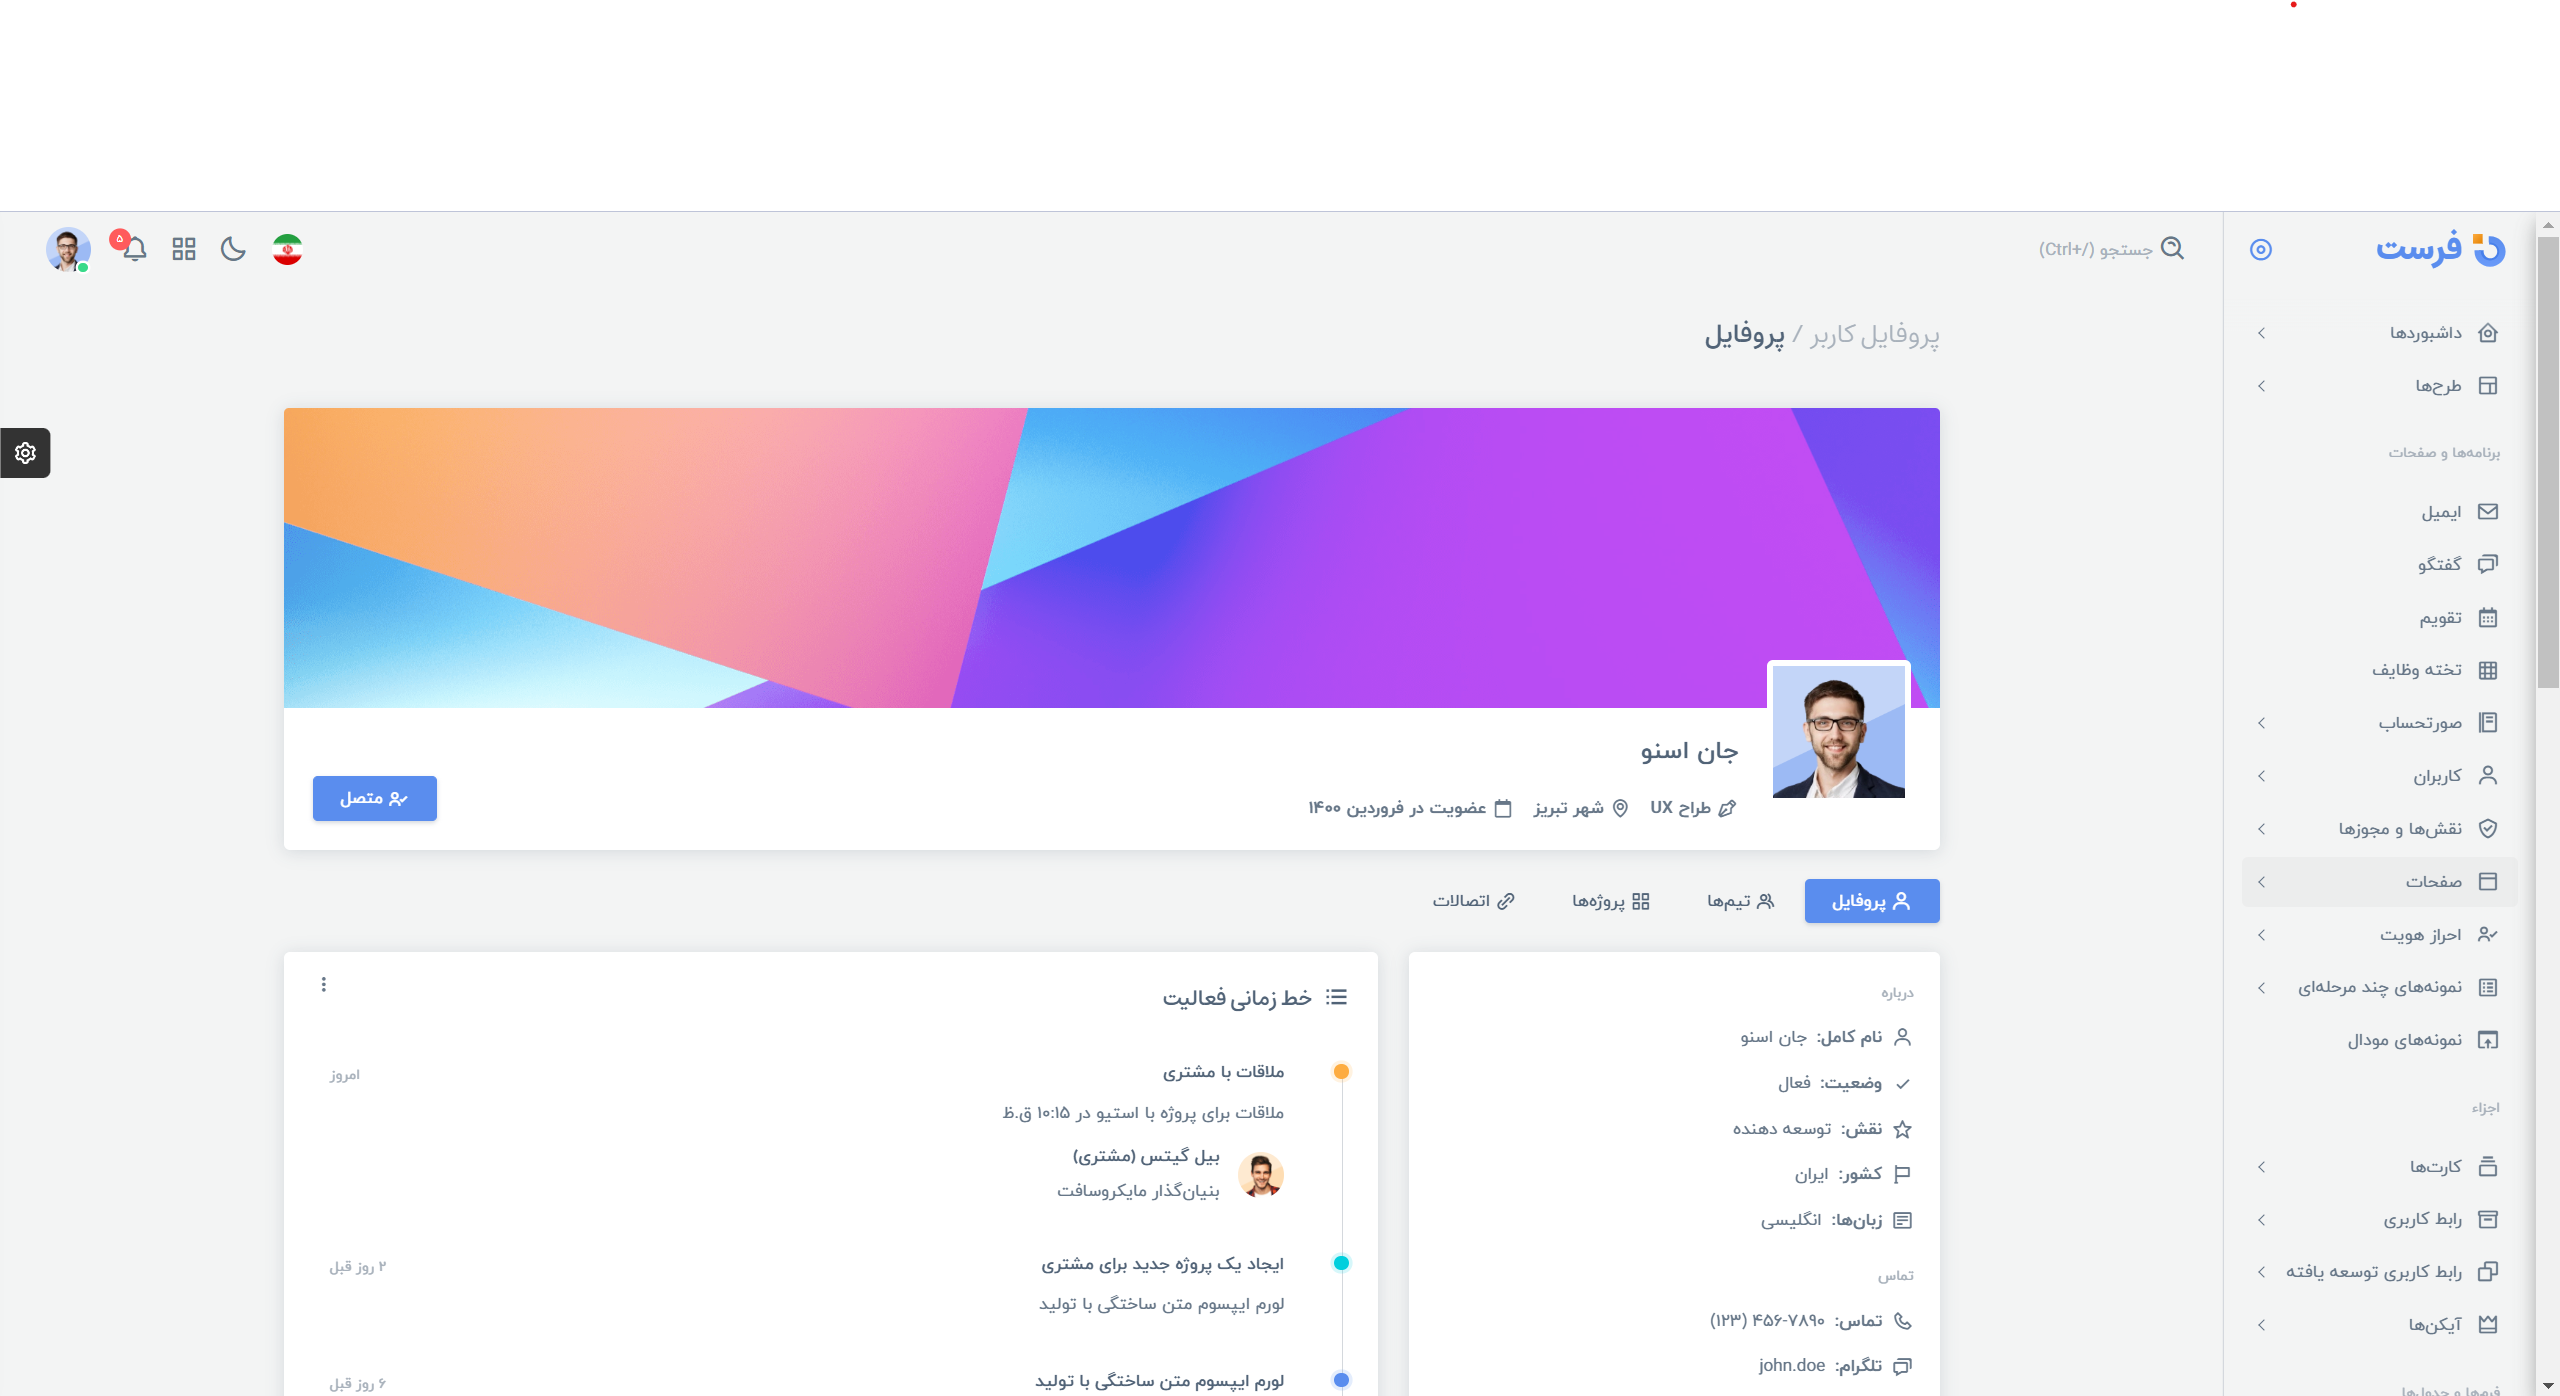 فرست
جستجو (Ctrl+/)
۵
داشبوردها
طرح‌ها
برنامه‌ها و صفحات
ایمیل
گفتگو
تقویم
تخته وظایف
صورتحساب
کاربران
نقش‌ها و مجوزها
صفحات
احراز هویت
نمونه‌های چند مرحله‌ای
نمونه‌های مودال
اجزاء
کارت‌ها
رابط کاربری
رابط کاربری توسعه یافته
آیکن‌ها
فرم‌ها و جدول‌ها
پروفایل کاربر / پروفایل
جان اسنو
طراح UX شهر تبریز عضویت در فروردین ۱۴۰۰
متصل
پروفایل تیم‌ها پروژه‌ها اتصالات
درباره
نام کامل: جان اسنو
وضعیت: فعال
نقش: توسعه دهنده
کشور: ایران
زبان‌ها: انگلیسی
تماس
تماس: ۷۸۹۰-۴۵۶ (۱۲۳)
تلگرام: john.doe
خط زمانی فعالیت
ملاقات با مشتری
امروز
ملاقات برای پروژه با استیو در ۱۰:۱۵ ق.ظ
بیل گیتس (مشتری)
بنیان‌گذار مایکروسافت
ایجاد یک پروژه جدید برای مشتری
۲ روز قبل
لورم ایپسوم متن ساختگی با تولید
لورم ایپسوم متن ساختگی با تولید
۶ روز قبل